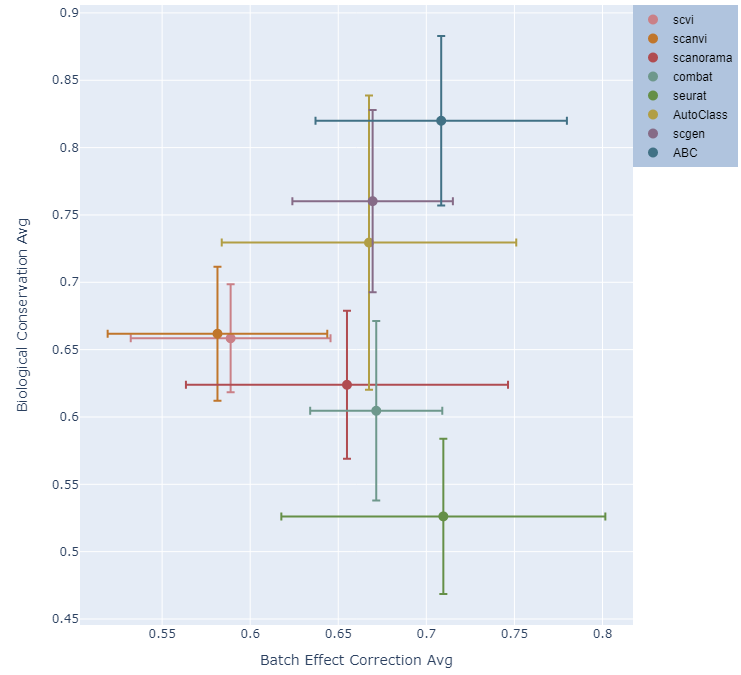 0.9
0.85
0.8
0.75
0.7
0.65
0.6
0.55
0.5
0.45
Biological Conservation Avg
0.55
0.6
0.65
0.7
0.75
0.8
Batch Effect Correction Avg
scvi
scanvi
scanorama
combat
seurat
AutoClass
scgen
ABC